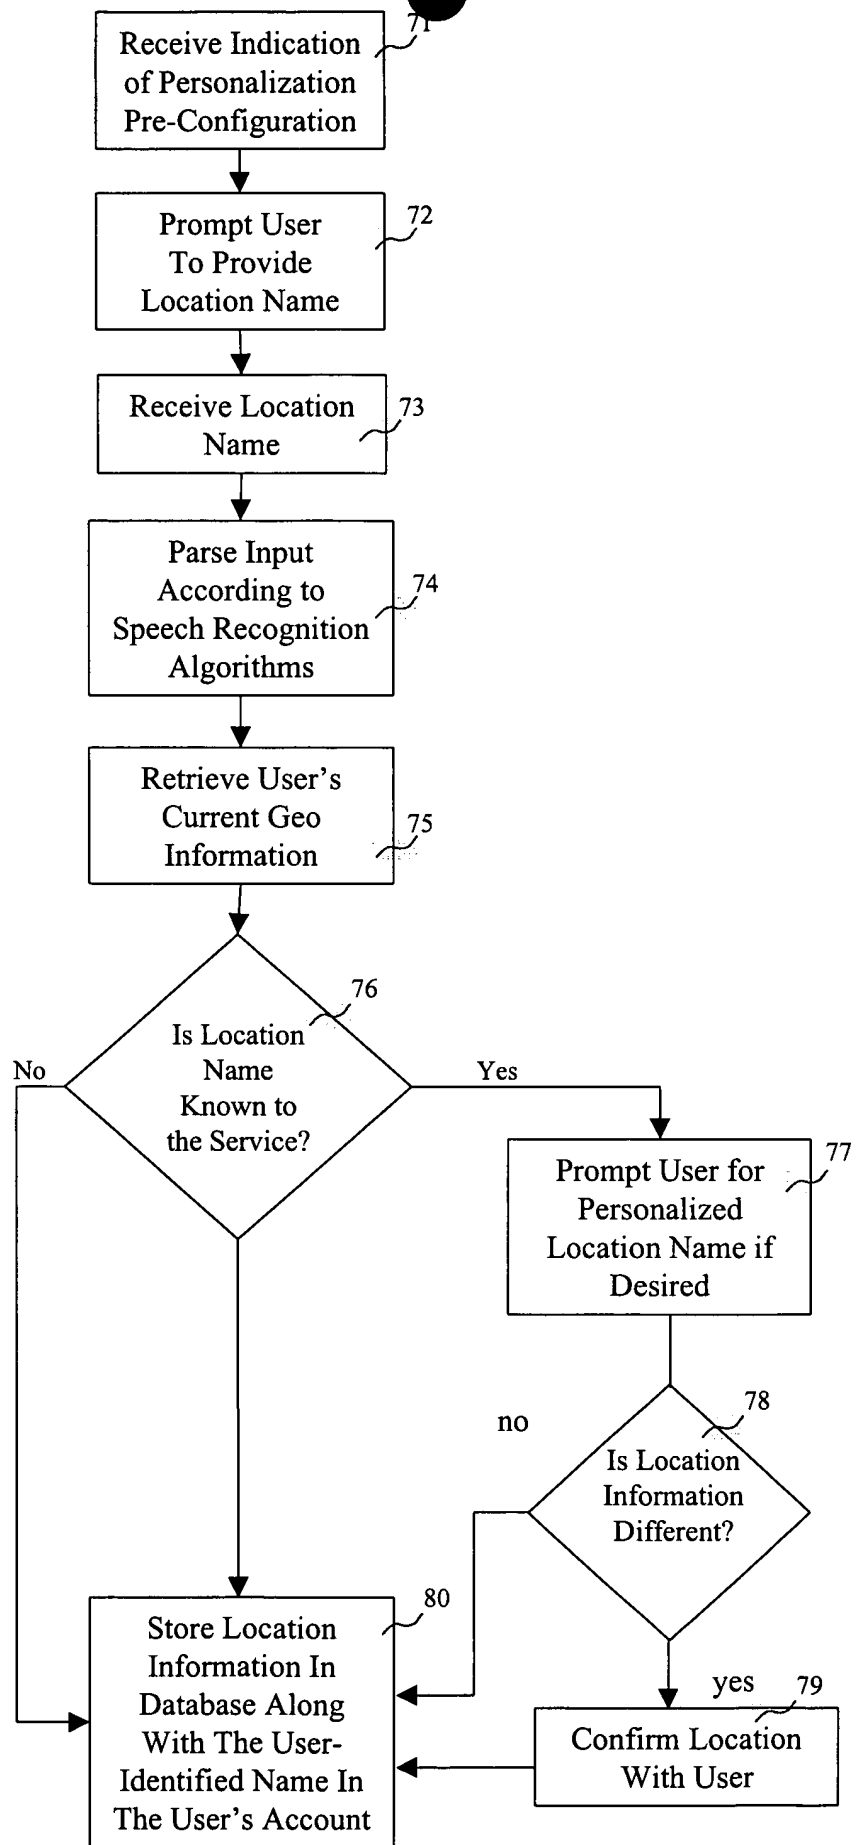 71
Receive Indication
of Personalization
Pre-Configuration
72
Prompt User
To Provide
Location Name
73
Receive Location
Name
74
Parse Input
According to
Speech Recognition
Algorithms
75
Retrieve User’s
Current Geo
Information
76
Is Location
Name
Known to
the Service?
No
Yes
77
Prompt User for
Personalized
Location Name if
Desired
78
no
Is Location
Information
Different?
yes
79
Confirm Location
With User
80
Store Location
Information In
Database Along
With The User-
Identified Name In
The User’s Account